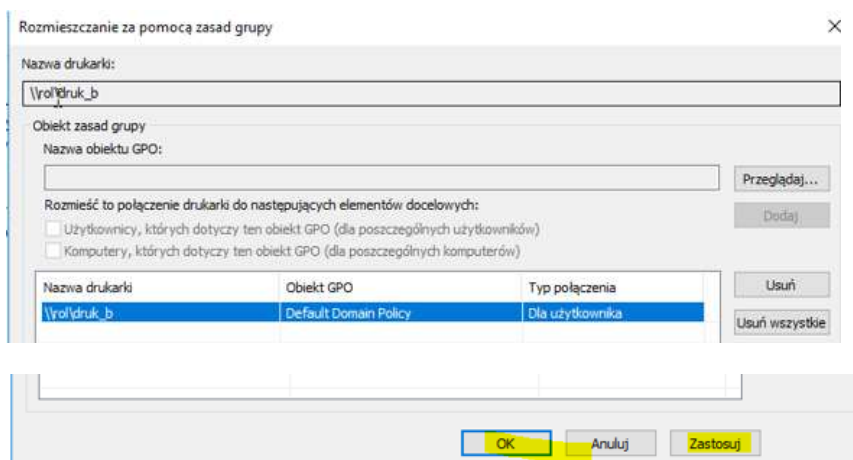 Rozmieszczanie za pomocą zasad grupy
Nazwa drukarki:
\\rol\druk_b
Obiekt zasad grupy
Nazwa obiektu GPO:
Przeglądaj...
Rozmieść to połączenie drukarki do następujących elementów docelowych:
Dodaj
Użytkownicy, których dotyczy ten obiekt GPO (dla poszczególnych użytkowników)
Komputery, których dotyczy ten obiekt GPO (dla poszczególnych komputerów)
Nazwa drukarki Obiekt GPO Typ połączenia Usuń
\\rol\druk_b Default Domain Policy Dla użytkownika
Usuń wszystkie
OK Anuluj Zastosuj